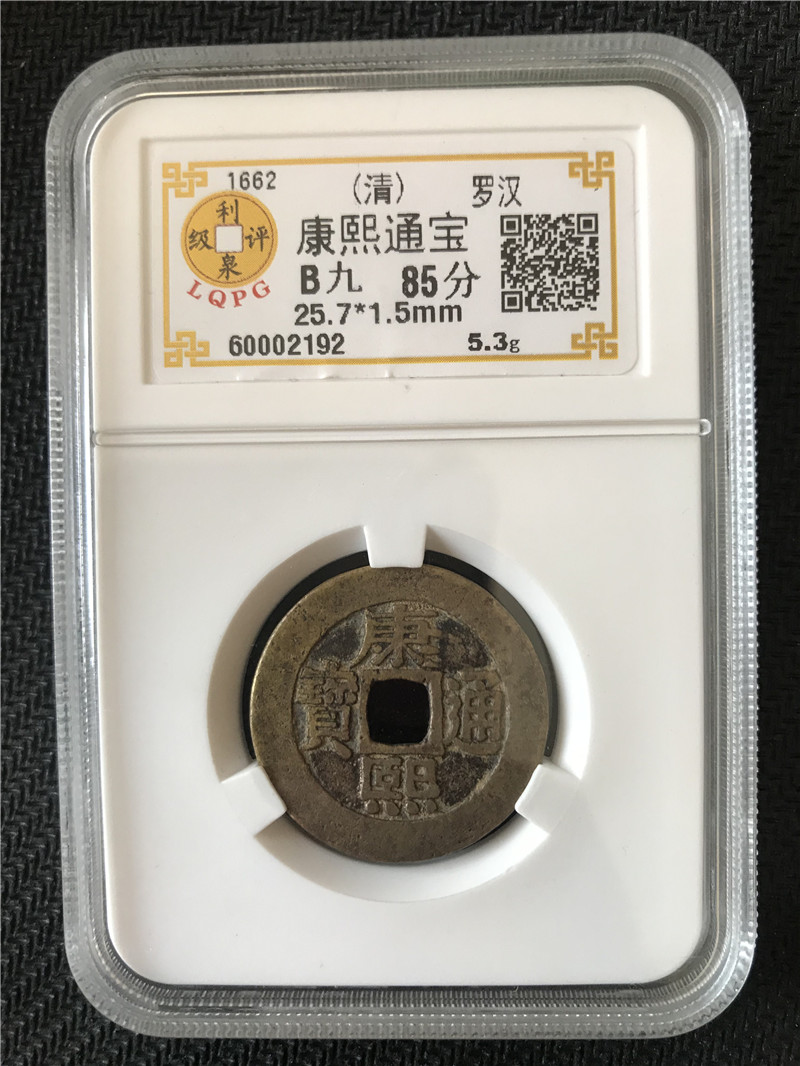 1662 (清) 罗汉
利泉评级
康熙通宝
LQPG
B九 85分
25.7*1.5mm
60002192 5.3g
康熙通寳